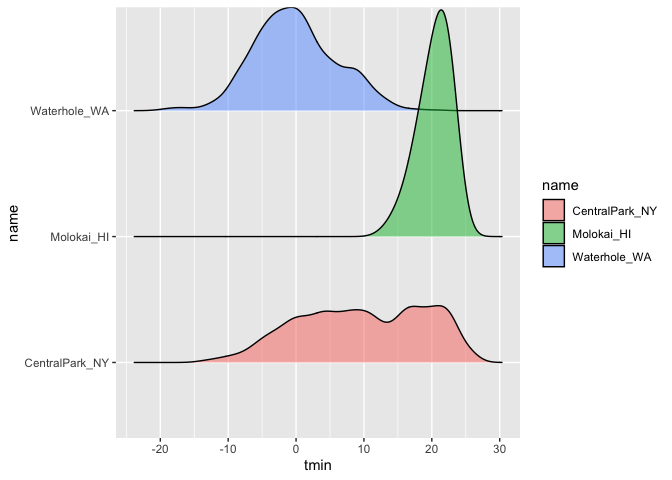 Waterhole_WA
Molokai_HI
CentralPark_NY
name
-20 -10 0 10 20 30
tmin
name
CentralPark_NY
Molokai_HI
Waterhole_WA